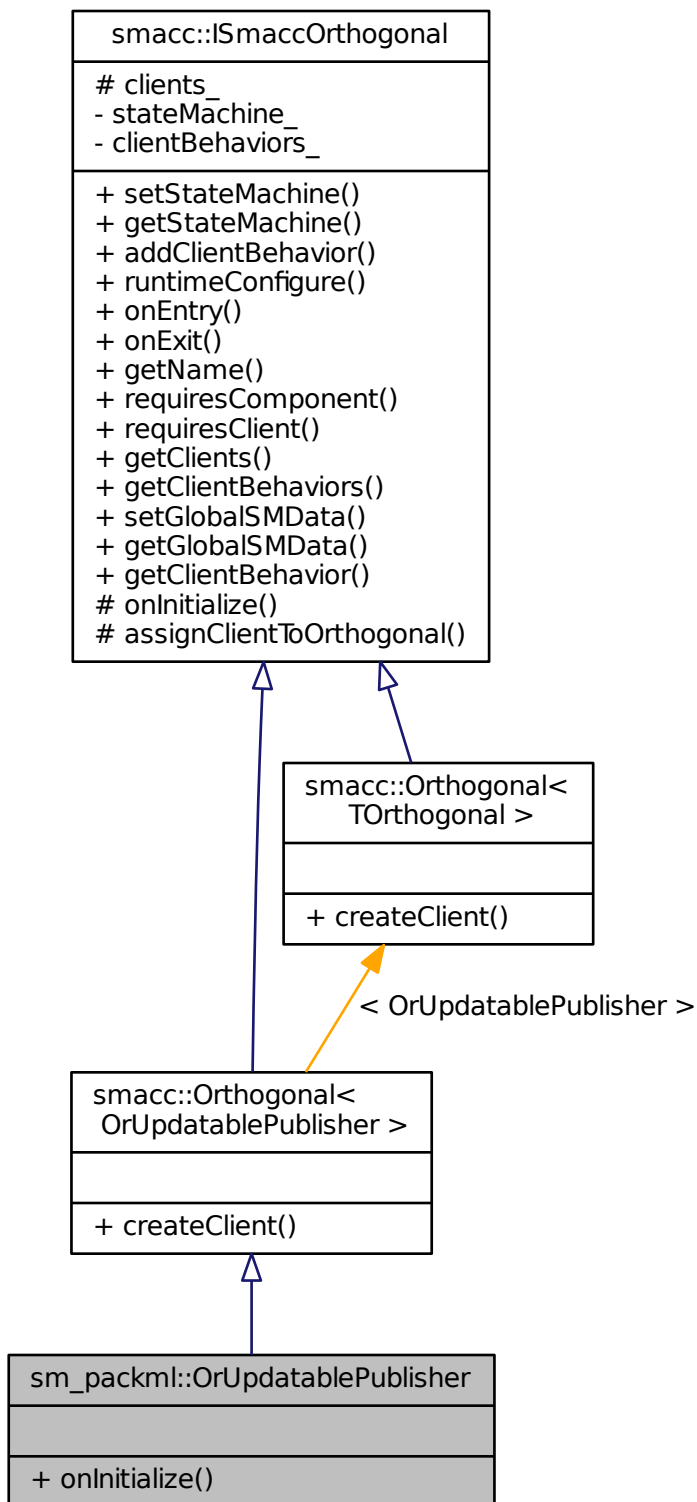 smacc::ISmaccOrthogonal
# clients_
- stateMachine_
- clientBehaviors_
+ setStateMachine()
+ getStateMachine()
+ addClientBehavior()
+ runtimeConfigure()
+ onEntry()
+ onExit()
+ getName()
+ requiresComponent()
+ requiresClient()
+ getClients()
+ getClientBehaviors()
+ setGlobalSMData()
+ getGlobalSMData()
+ getClientBehavior()
# onInitialize()
# assignClientToOrthogonal()
smacc::Orthogonal<
TOrthogonal >
+ createClient()
< OrUpdatablePublisher >
smacc::Orthogonal<
OrUpdatablePublisher >
+ createClient()
sm_packml::OrUpdatablePublisher
+ onInitialize()